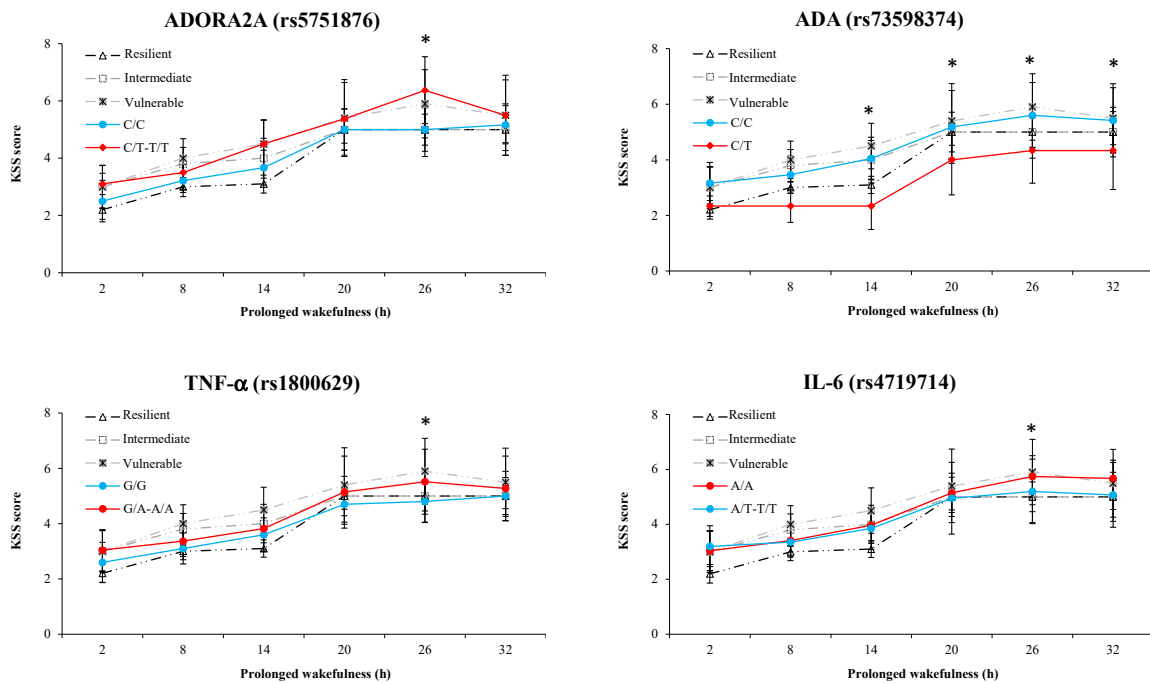 ADORA2A (rs5751876)
8
6
4
2
0
KSS score
Resilient
Intermediate
Vulnerable
C/C
C/T-T/T
*
2 8 14 20 26 32
Prolonged wakefulness (h)
ADA (rs73598374)
8
6
4
2
0
KSS score
Resilient
Intermediate
Vulnerable
C/C
C/T
* * * *
2 8 14 20 26 32
Prolonged wakefulness (h)
TNF-α (rs1800629)
8
6
4
2
0
KSS score
Resilient
Intermediate
Vulnerable
G/G
G/A-A/A
*
2 8 14 20 26 32
Prolonged wakefulness (h)
IL-6 (rs4719714)
8
6
4
2
0
KSS score
Resilient
Intermediate
Vulnerable
A/A
A/T-T/T
*
2 8 14 20 26 32
Prolonged wakefulness (h)